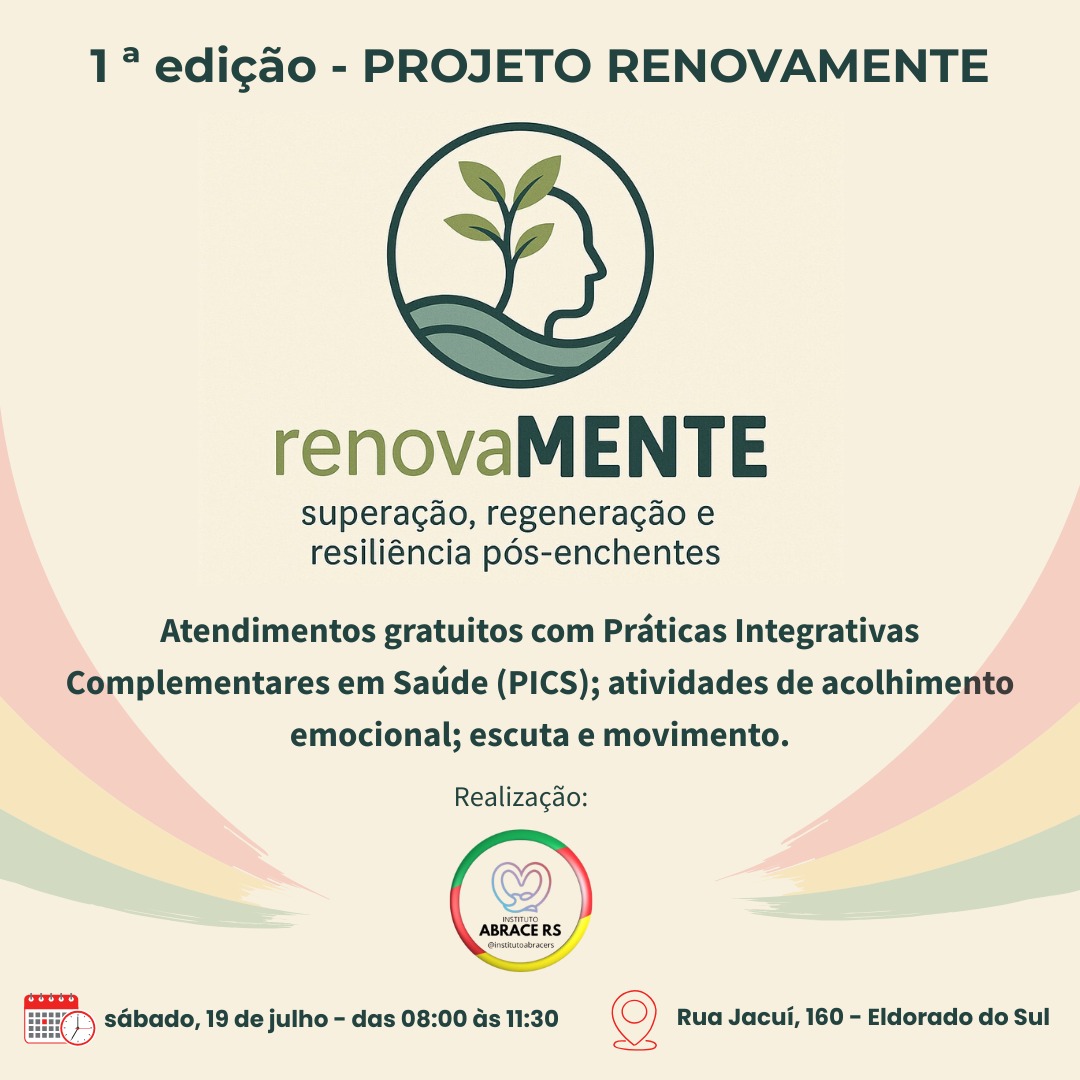 1 ª edição - PROJETO RENOVAMENTE
renovaMENTE
superação, regeneração e
resiliência pós-enchentes
Atendimentos gratuitos com Práticas Integrativas
Complementares em Saúde (PICS); atividades de acolhimento
emocional; escuta e movimento.
Realização:
INSTITUTO
ABRACE RS
@institutoabracers
sábado, 19 de julho - das 08:00 às 11:30
Rua Jacuí, 160 - Eldorado do Sul